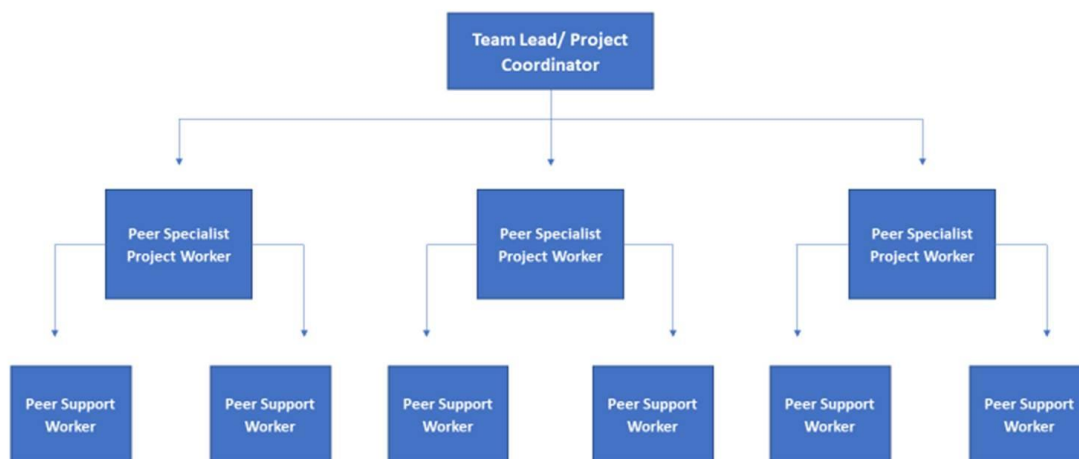 Team Lead/ Project
Coordinator
Peer Specialist
Project Worker
Peer Specialist
Project Worker
Peer Specialist
Project Worker
Peer Support
Worker
Peer Support
Worker
Peer Support
Worker
Peer Support
Worker
Peer Support
Worker
Peer Support
Worker